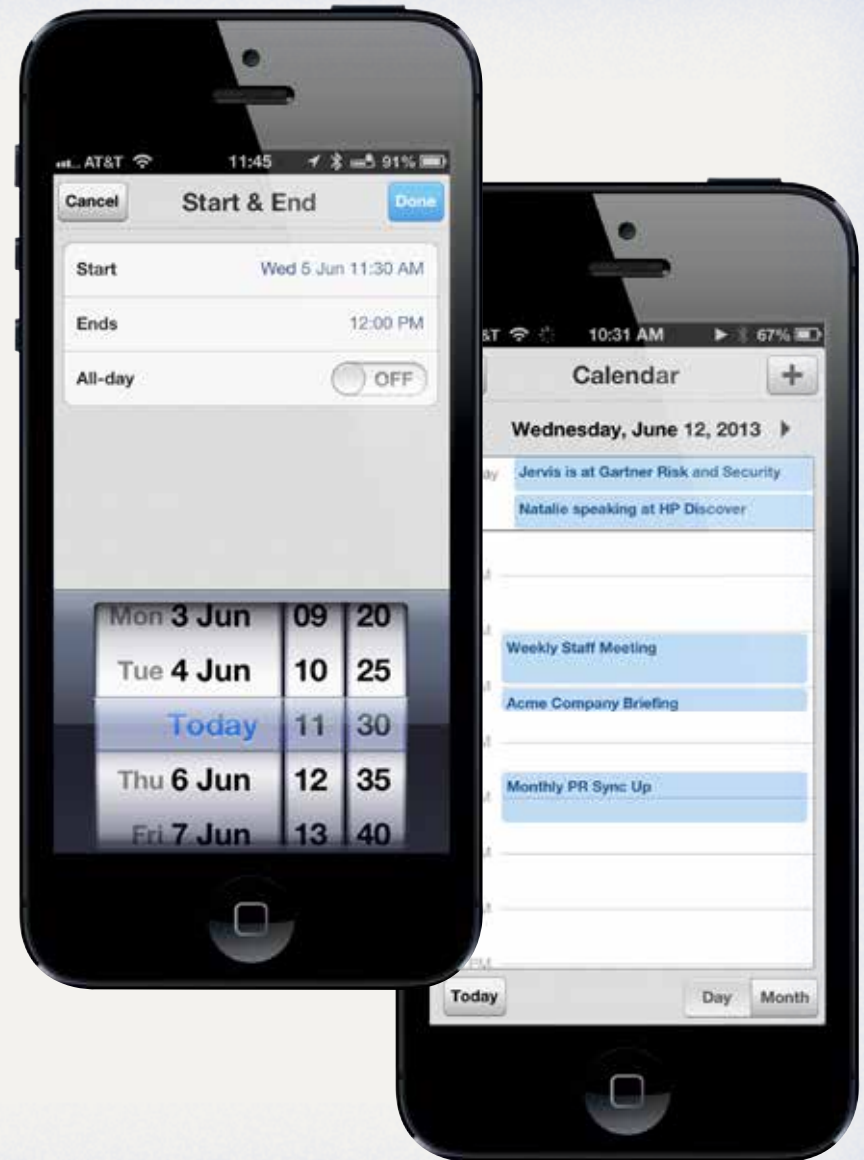 AT&T 11:45 91%
Cancel Start & End Done
Start Wed 5 Jun 11:30 AM
Ends 12:00 PM
All-day OFF
Mon 3 Jun 09 20
Tue 4 Jun 10 25
Today 11 30
Thu 6 Jun 12 35
Fri 7 Jun 13 40
&T 10:31 AM 67%
Calendar +
Wednesday, June 12, 2013
ay Jervis is at Gartner Risk and Security
Natalie speaking at HP Discover
Weekly Staff Meeting
Acme Company Briefing
Monthly PR Sync Up
PM
Today Day Month